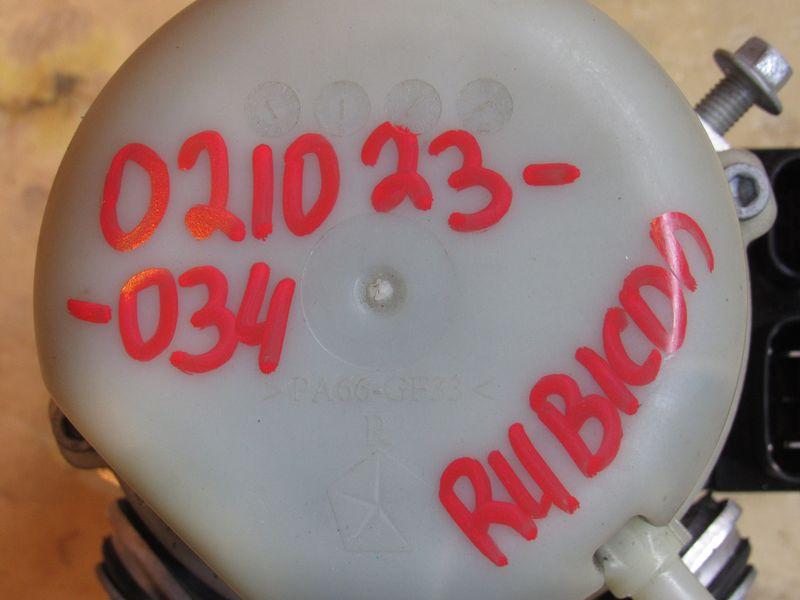 021023-
-034
>PA66-GF33<
R
RUBICON